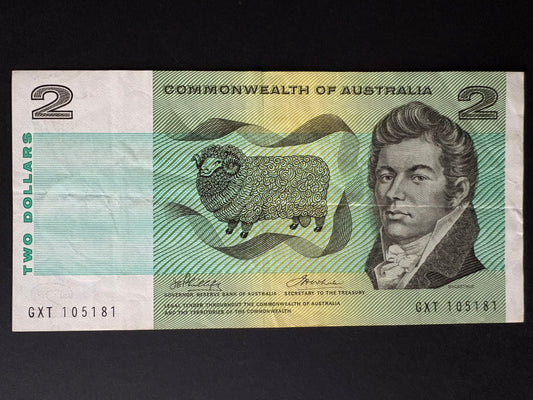 2
COMMONWEALTH OF AUSTRALIA
2
TWO DOLLARS
GOVERNOR, RESERVE BANK OF AUSTRALIA SECRETARY TO THE TREASURY
MACARTHUR
LEGAL TENDER THROUGHOUT THE COMMONWEALTH OF AUSTRALIA
AND THE TERRITORIES OF THE COMMONWEALTH
GXT 105181
GXT 105181